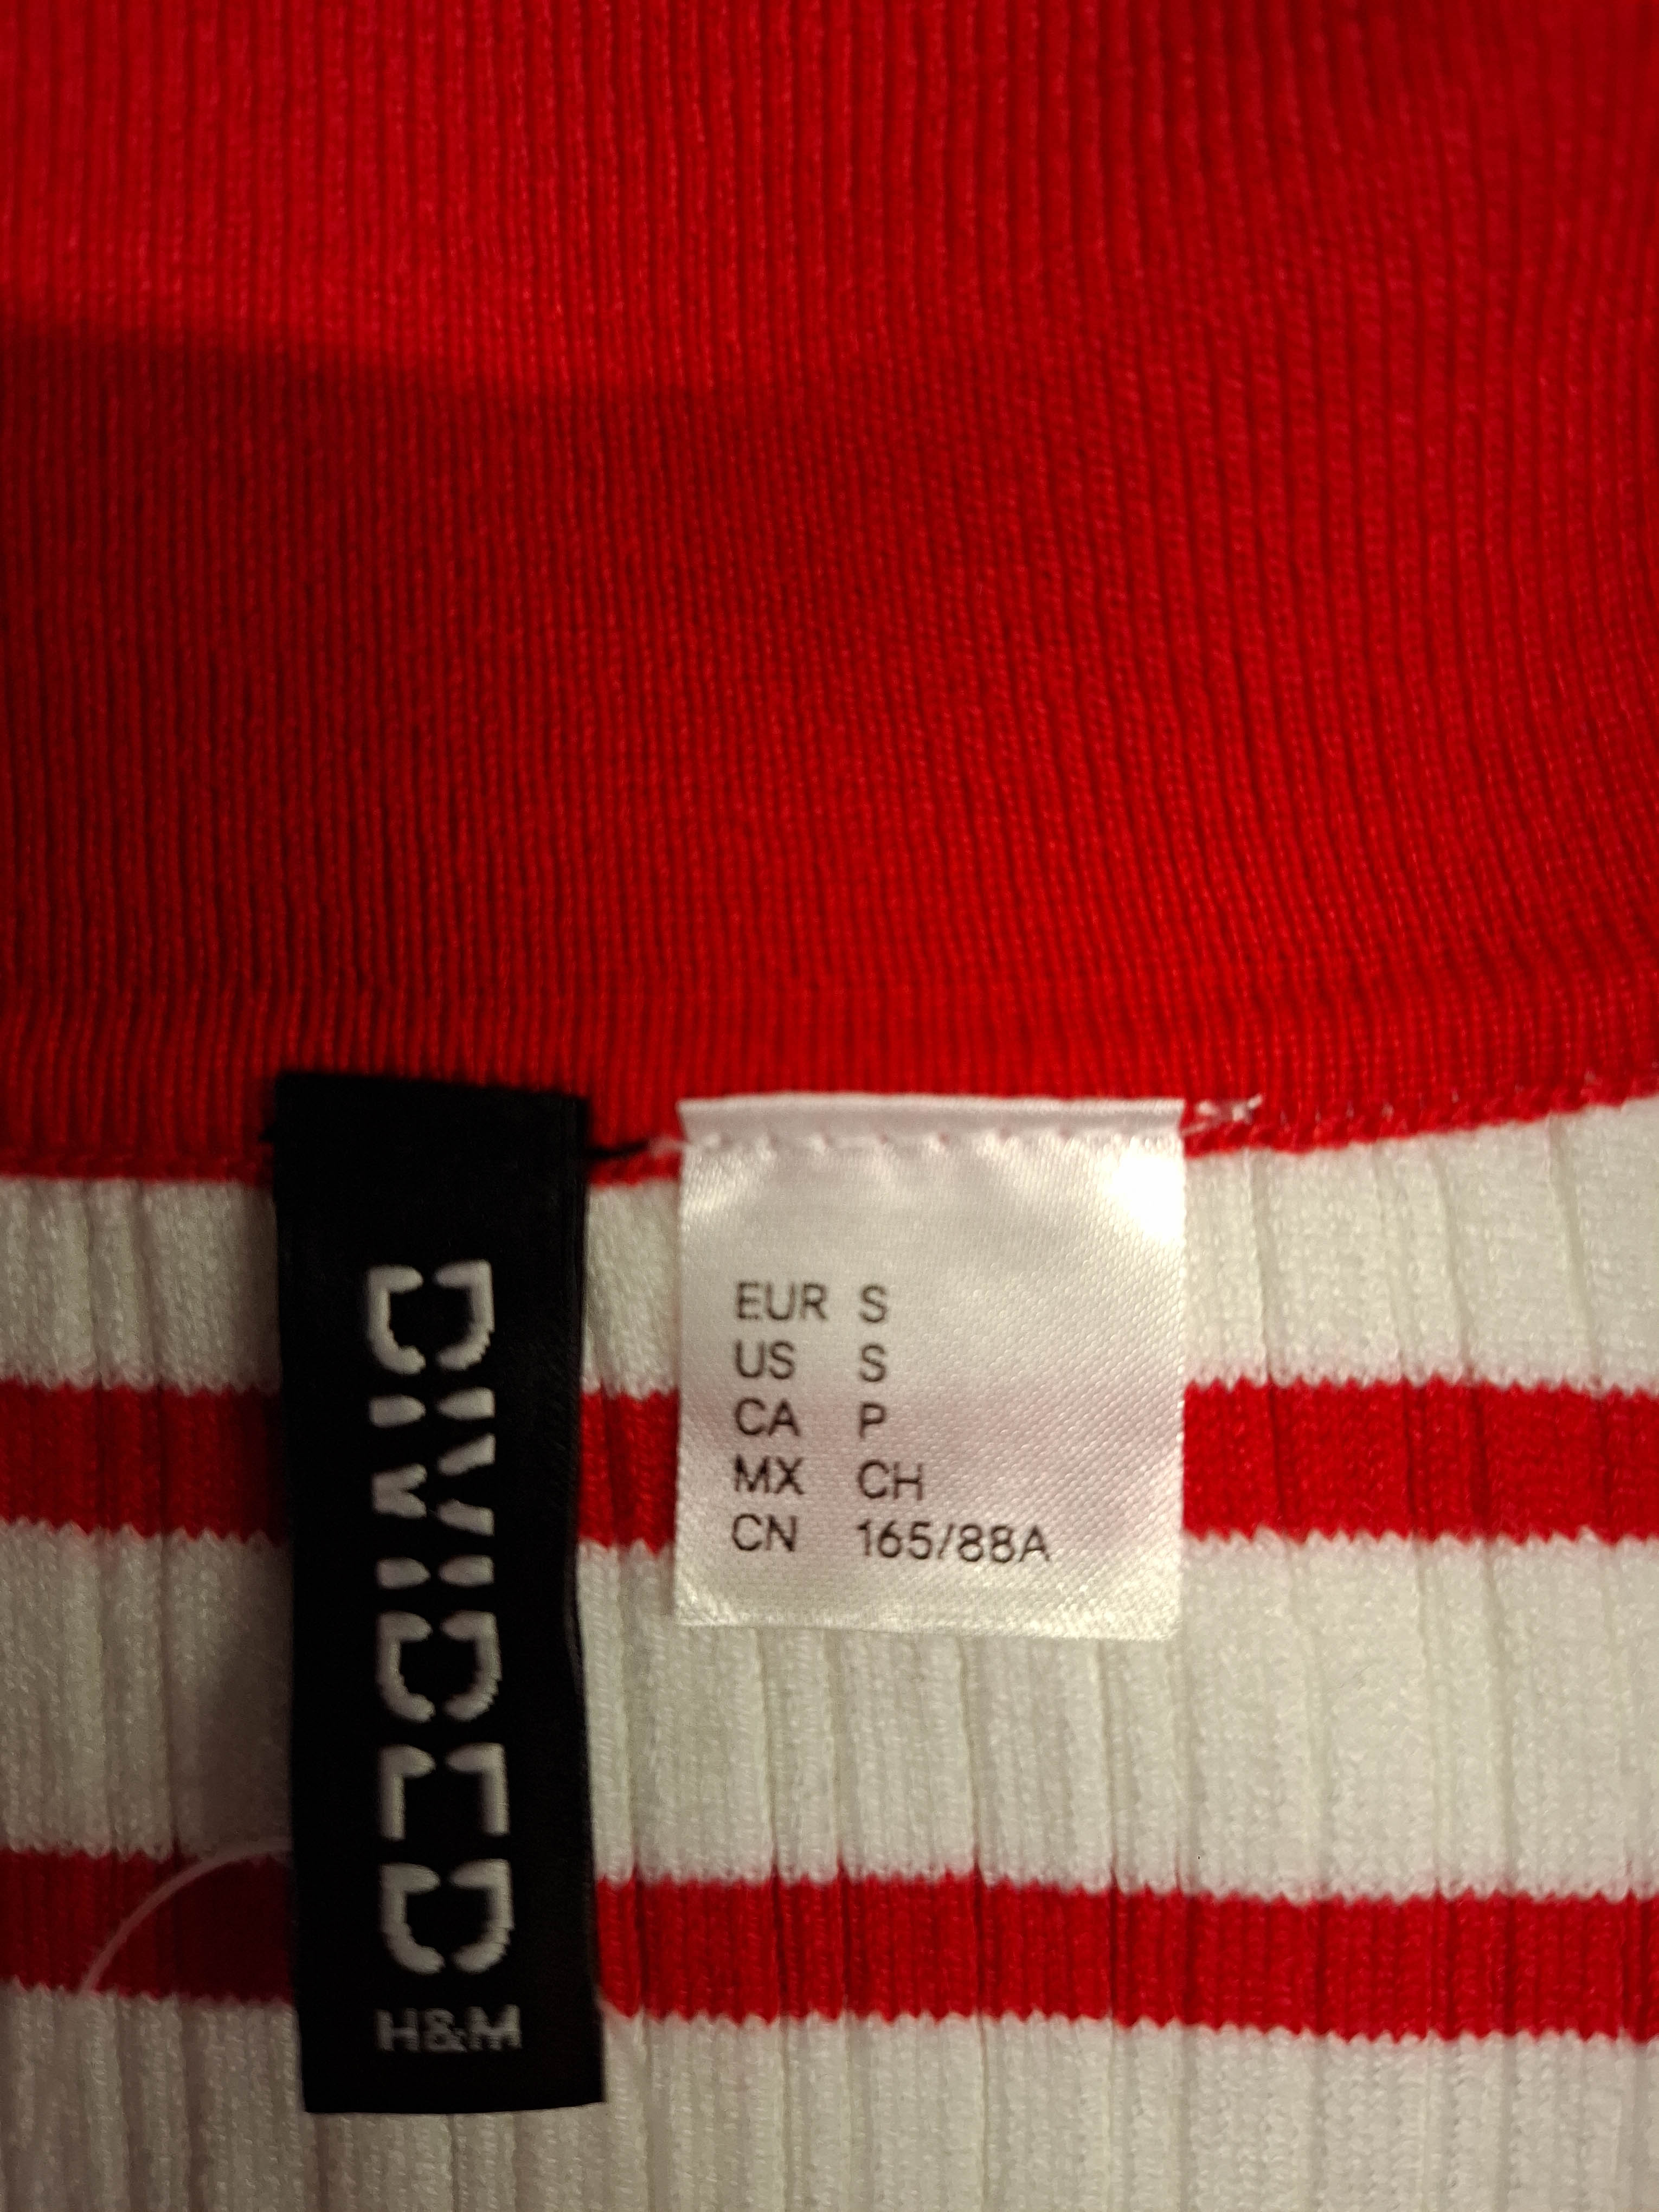 DIVIDED
H&M
EUR S
US S
CA P
MX CH
CN 165/88A